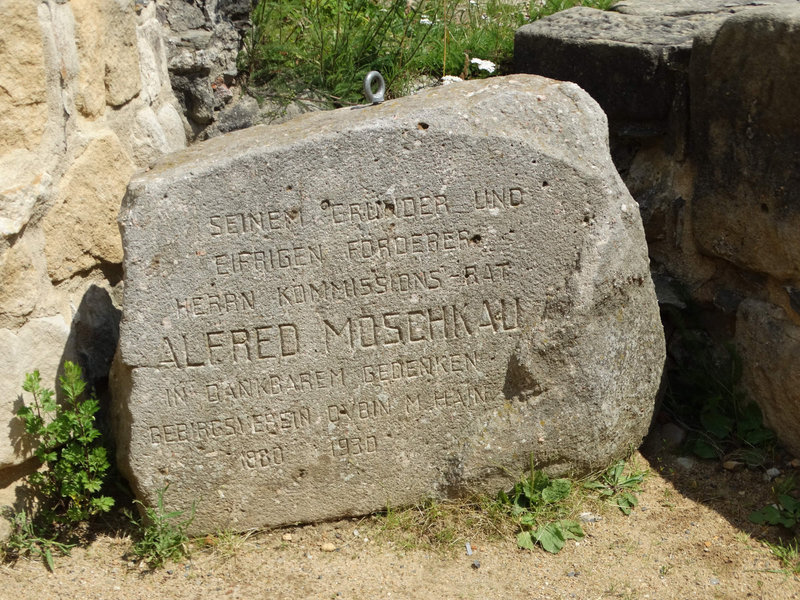 SEINEM GRÜNDER UND
EIFRIGEN FÖRDERER
HERRN KOMMISSIONS-RAT
ALFRED MOSCHKAU
IN DANKBAREM GEDENKEN
GEBIRGSVEREIN OYBIN M. HAIN
1880 1930